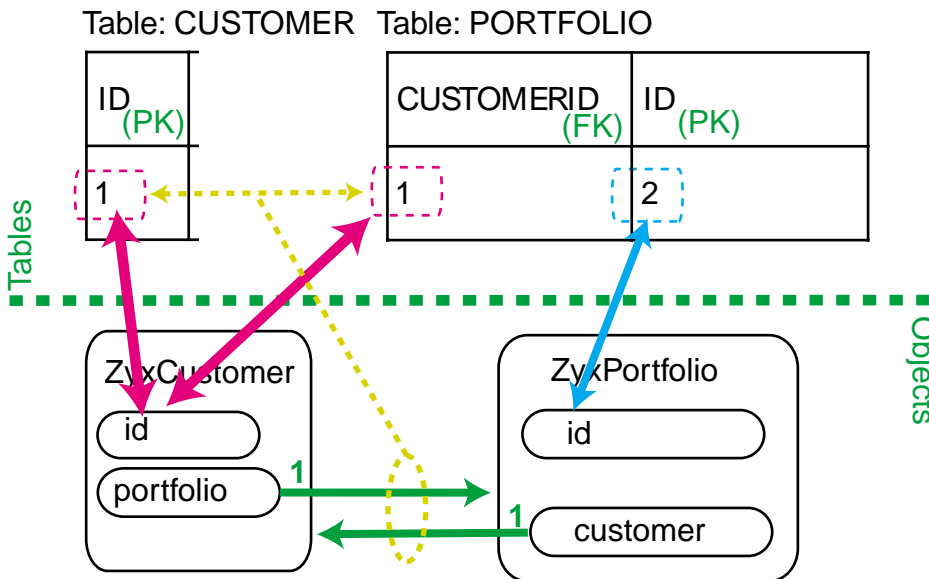 Table: CUSTOMER Table: PORTFOLIO
ID (PK)
CUSTOMERID (FK)
ID (PK)
1
1
2
Tables
Objects
ZyxCustomer
id
portfolio
1
ZyxPortfolio
id
1
customer